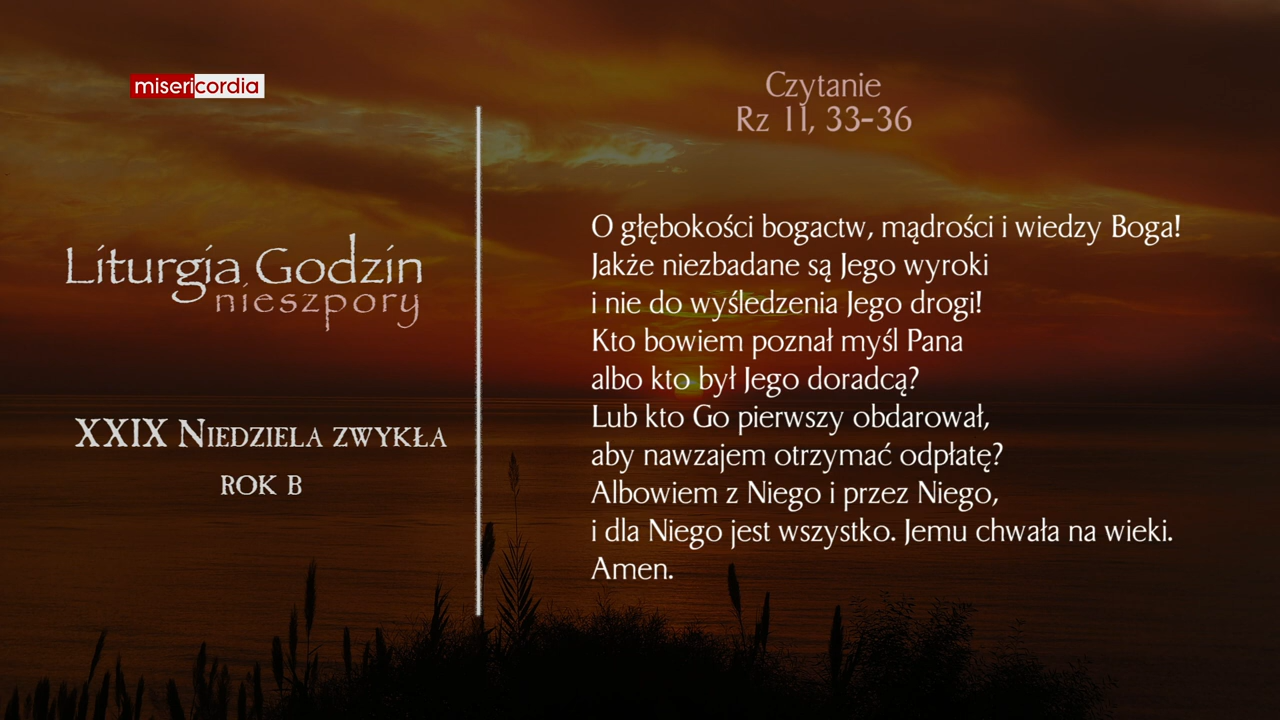 misericordia
Liturgia Godzin
nieszpory
XXIX Niedziela zwykła
rok B
Czytanie
Rz 11, 33-36
O głębokości bogactw, mądrości i wiedzy Boga!
Jakże niezbadane są Jego wyroki
i nie do wyśledzenia Jego drogi!
Kto bowiem poznał myśl Pana
albo kto był Jego doradcą?
Lub kto Go pierwszy obdarował,
aby nawzajem otrzymać odpłatę?
Albowiem z Niego i przez Niego,
i dla Niego jest wszystko. Jemu chwała na wieki.
Amen.